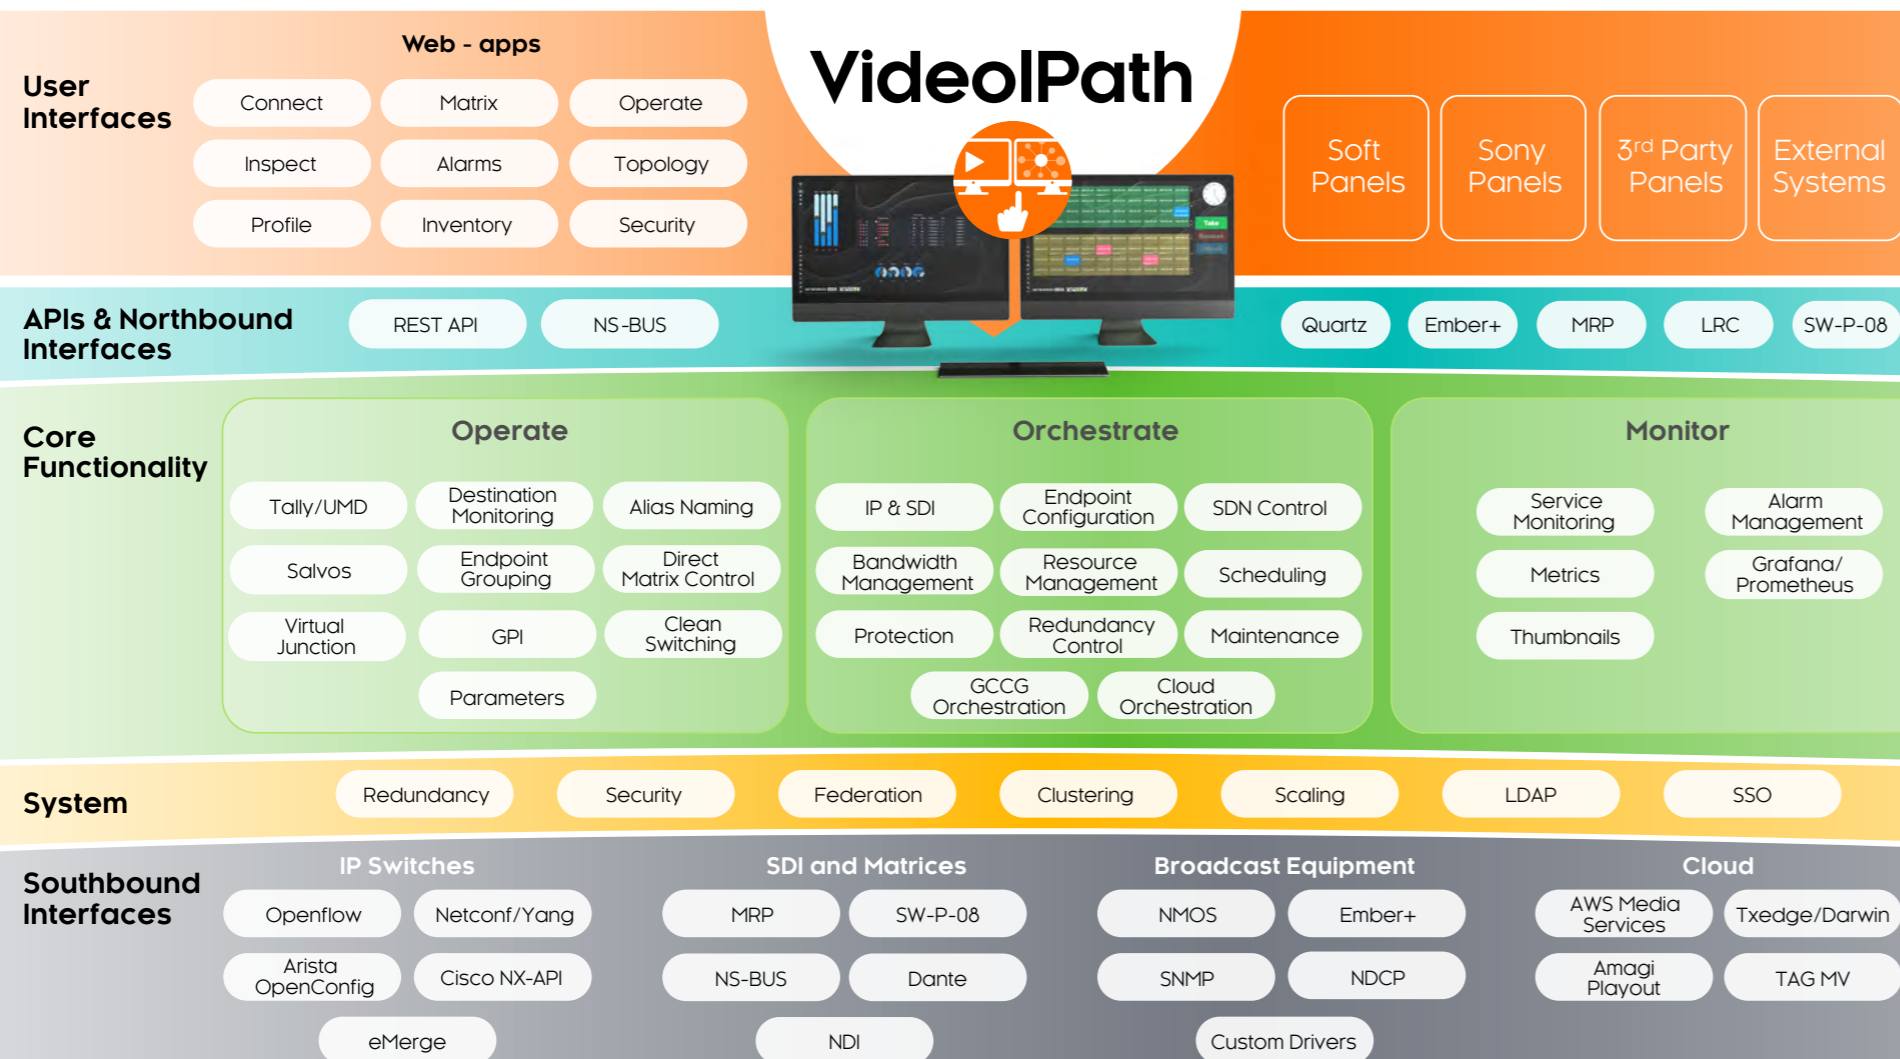 Web - apps
VideoIPath
User
Interfaces
Connect
Matrix
Operate
Inspect
Alarms
Topology
Profile
Inventory
Security
Soft
Panels
Sony
Panels
3rd Party
Panels
External
Systems
Take
APIs & Northbound
Interfaces
REST API
NS-BUS
Quartz
Ember+
MRP
LRC
SW-P-08
Core
Functionality
Operate
Tally/UMD
Destination
Monitoring
Alias Naming
Salvos
Endpoint
Grouping
Direct
Matrix Control
Virtual
Junction
GPI
Clean
Switching
Parameters
Orchestrate
IP & SDI
Endpoint
Configuration
SDN Control
Bandwidth
Management
Resource
Management
Scheduling
Protection
Redundancy
Control
Maintenance
GCCG
Orchestration
Cloud
Orchestration
Monitor
Service
Monitoring
Alarm
Management
Metrics
Grafana/
Prometheus
Thumbnails
System
Redundancy
Security
Federation
Clustering
Scaling
LDAP
SSO
Southbound
Interfaces
IP Switches
Openflow
Netconf/Yang
Arista
OpenConfig
Cisco NX-API
eMerge
SDI and Matrices
MRP
SW-P-08
NS-BUS
Dante
NDI
Broadcast Equipment
NMOS
Ember+
SNMP
NDCP
Custom Drivers
Cloud
AWS Media
Services
Txedge/Darwin
Amagi
Playout
TAG MV